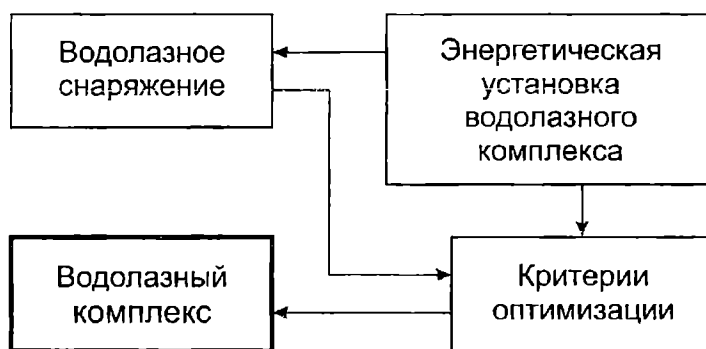 Водолазное
снаряжение
Энергетическая
установка
водолазного
комплекса
Водолазный
комплекс
Критерии
оптимизации